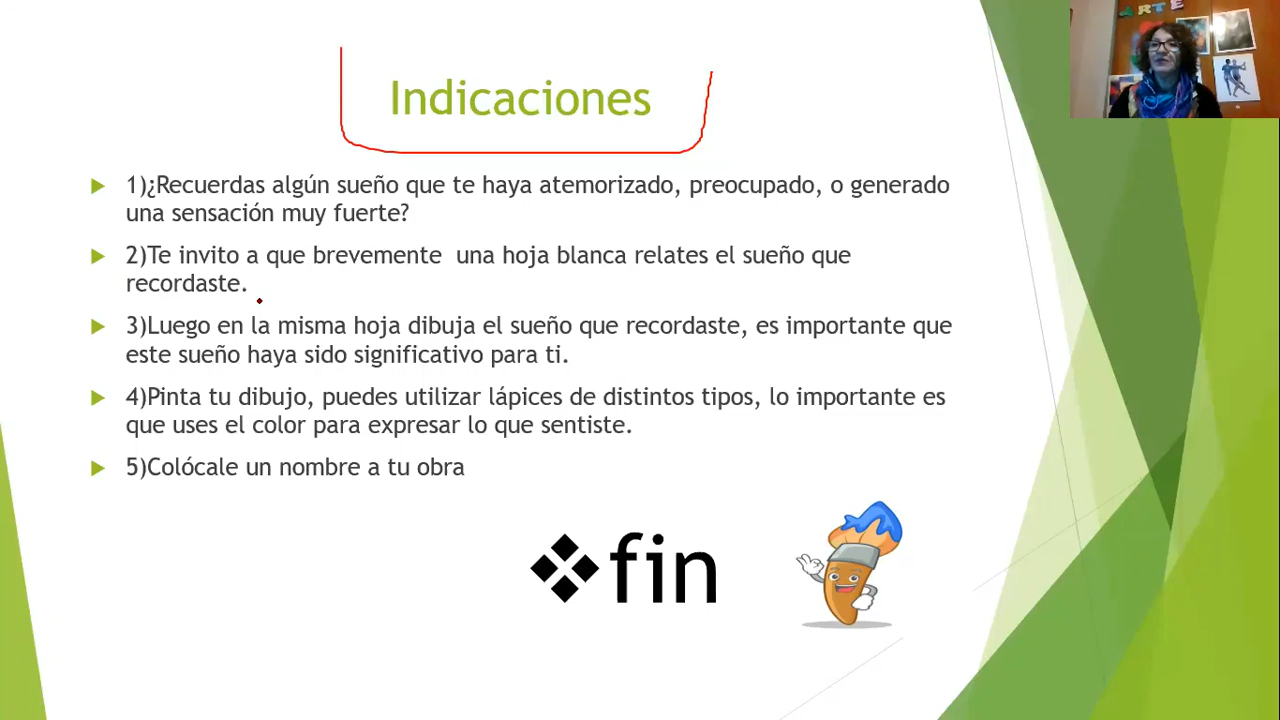 ARTE
Indicaciones
1)¿Recuerdas algún sueño que te haya atemorizado, preocupado, o generado
una sensación muy fuerte?
2)Te invito a que brevemente  una hoja blanca relates el sueño que
recordaste.
3)Luego en la misma hoja dibuja el sueño que recordaste, es importante que
este sueño haya sido significativo para ti.
4)Pinta tu dibujo, puedes utilizar lápices de distintos tipos, lo importante es
que uses el color para expresar lo que sentiste.
5)Colócale un nombre a tu obra
fin